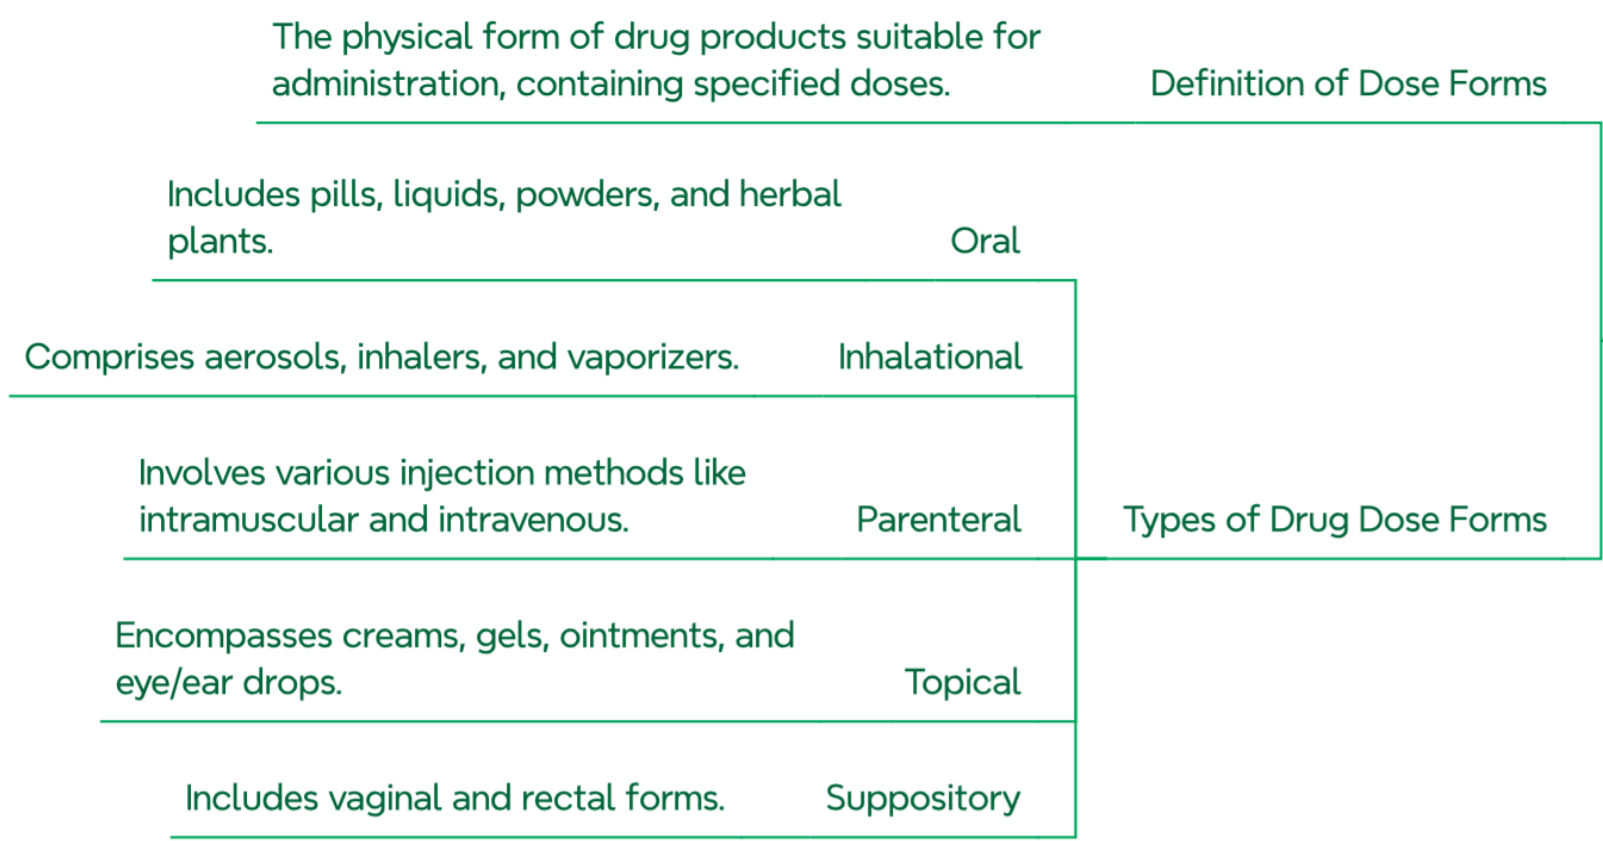 The physical form of drug products suitable for
administration, containing specified doses.
Definition of Dose Forms
Includes pills, liquids, powders, and herbal
plants.
Oral
Comprises aerosols, inhalers, and vaporizers.
Inhalational
Involves various injection methods like
intramuscular and intravenous.
Parenteral
Types of Drug Dose Forms
Encompasses creams, gels, ointments, and
eye/ear drops.
Topical
Includes vaginal and rectal forms.
Suppository